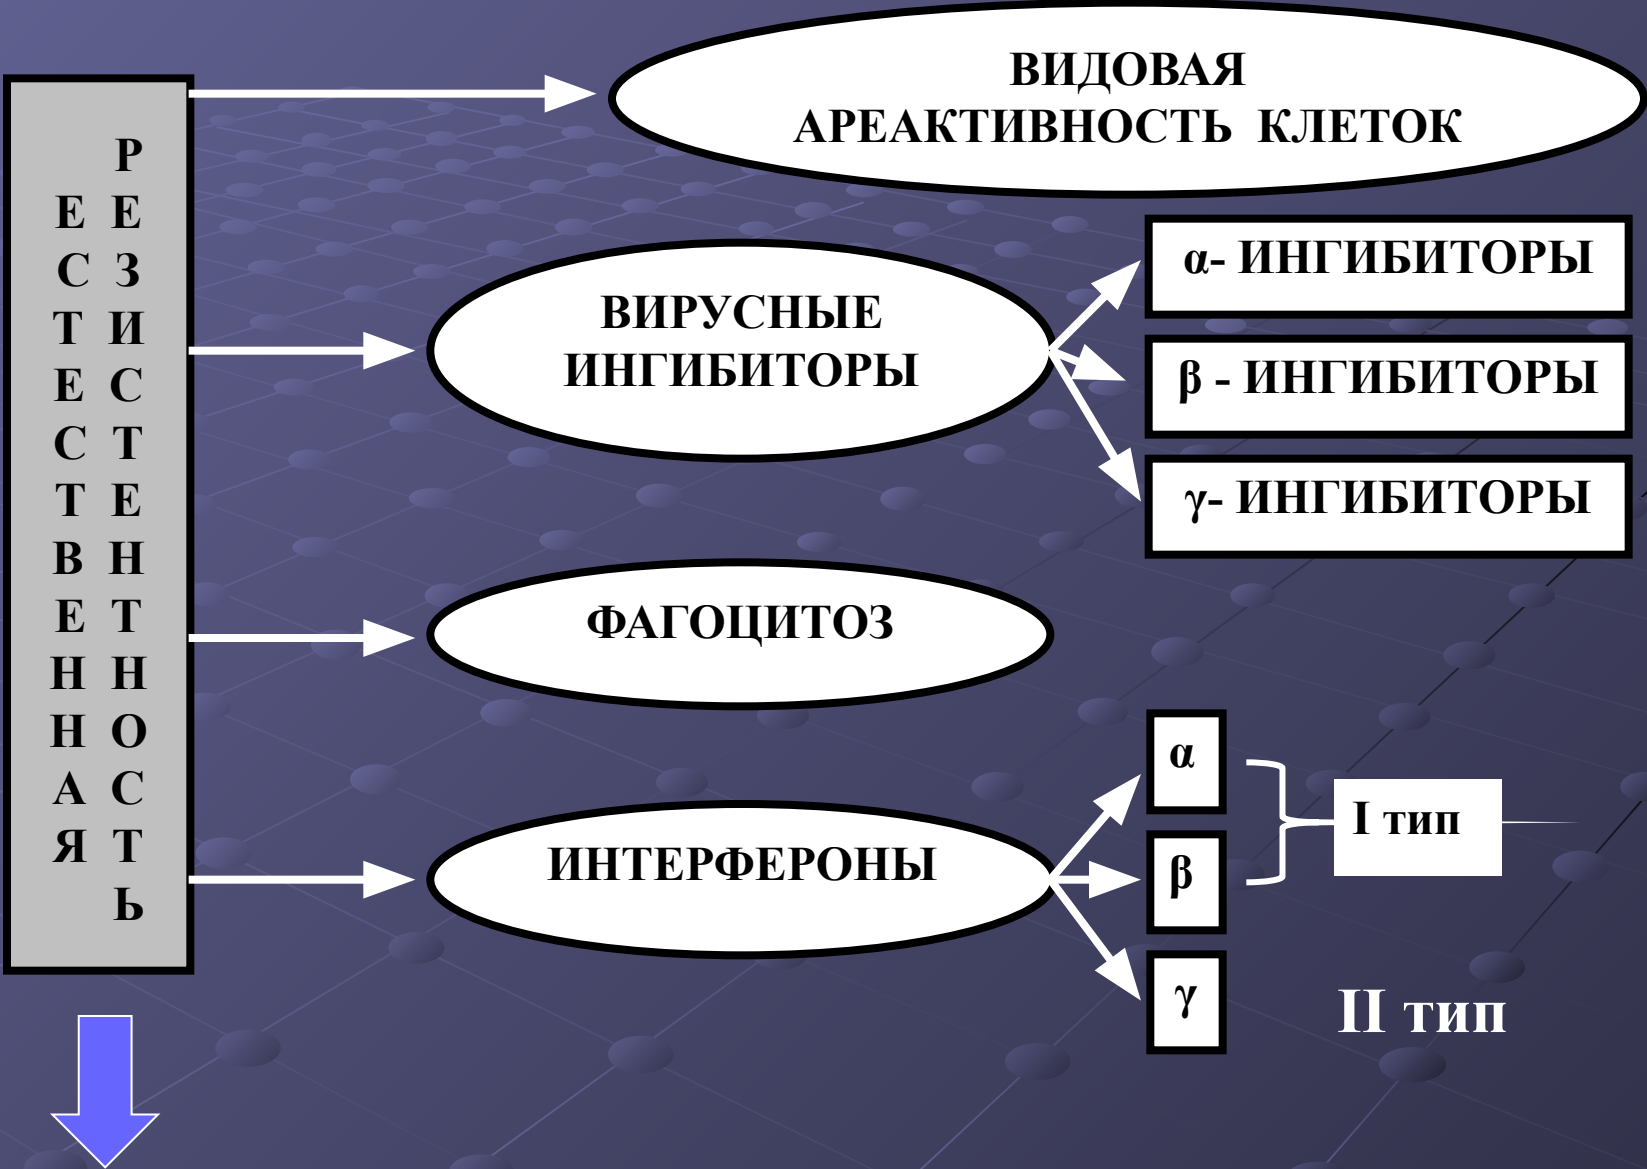 ЕСТЕСТВЕННАЯ
РЕЗИСТЕНТНОСТЬ
ВИДОВАЯ
АРЕАКТИВНОСТЬ КЛЕТОК
ВИРУСНЫЕ
ИНГИБИТОРЫ
α- ИНГИБИТОРЫ
β - ИНГИБИТОРЫ
γ- ИНГИБИТОРЫ
ФАГОЦИТОЗ
ИНТЕРФЕРОНЫ
α
β
γ
I тип
II тип